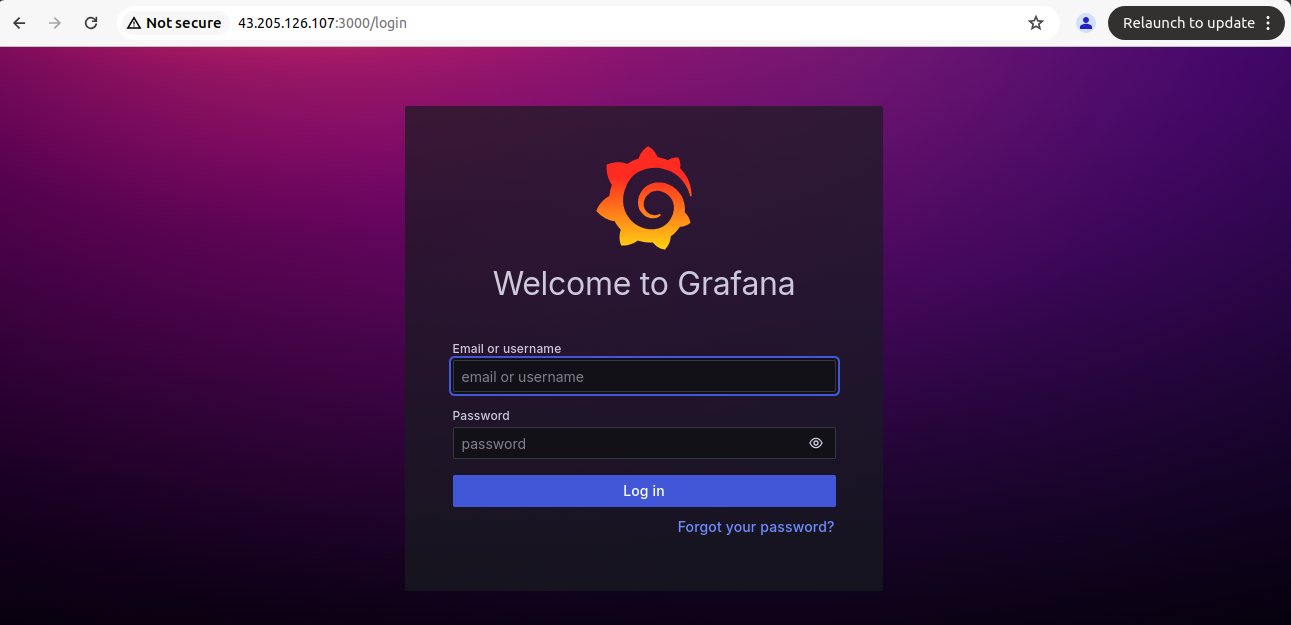 Not secure 43.205.126.107:3000/login Relaunch to update
Welcome to Grafana
Email or username
email or username
Password
password
Log in
Forgot your password?